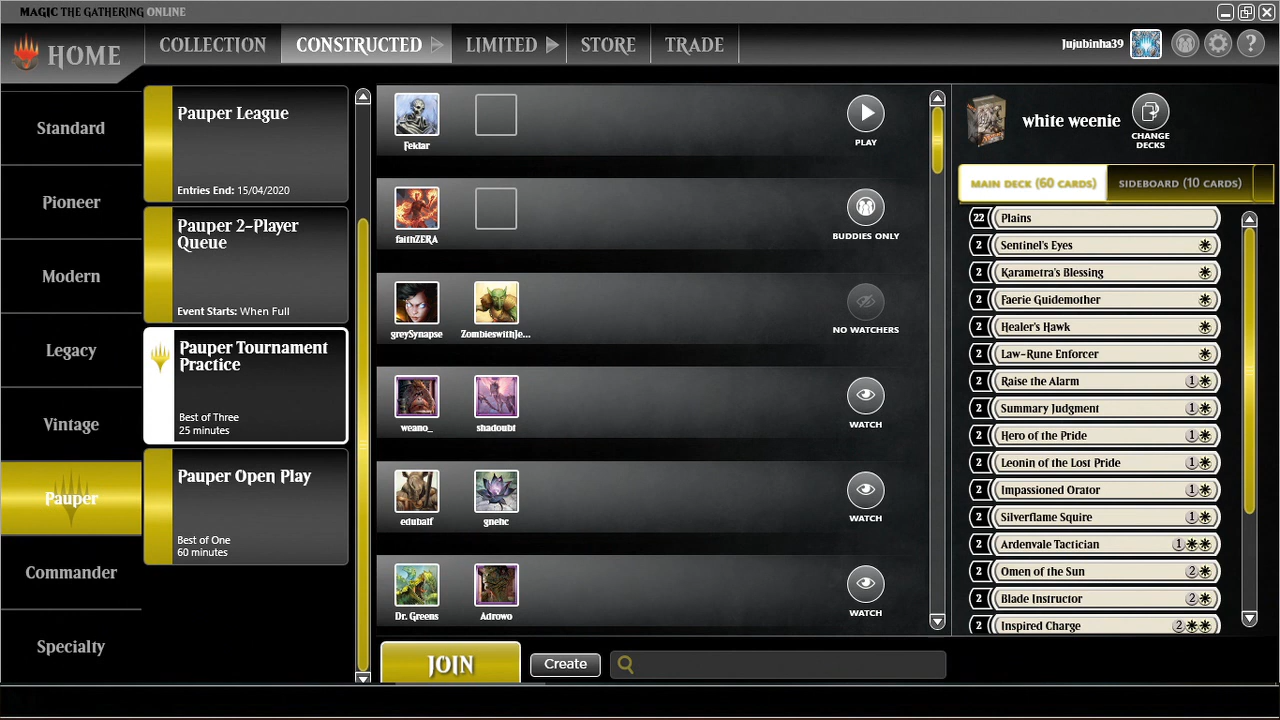 MAGIC THE GATHERING ONLINE
HOME
COLLECTION
CONSTRUCTED
LIMITED
STORE
TRADE
Jujubinha39
?
Standard
Pioneer
Modern
Legacy
Vintage
Pauper
Commander
Specialty
Pauper League
Entries End: 15/04/2020
Pauper 2-Player
Queue
Event Starts: When Full
Pauper Tournament
Practice
Best of Three
25 minutes
Pauper Open Play
Best of One
60 minutes
Fektar
PLAY
faithZERA
BUDDIES ONLY
greySynapse
ZombieswithJe...
NO WATCHERS
weano_
shadoubt
WATCH
edubalf
gnehc
WATCH
Dr. Greens
Adrowo
WATCH
JOIN
Create
white weenie
CHANGE
DECKS
MAIN DECK (60 CARDS)
SIDEBOARD (10 CARDS)
22 Plains
2 Sentinel's Eyes
2 Karametra's Blessing
2 Faerie Guidemother
2 Healer's Hawk
2 Law-Rune Enforcer
2 Raise the Alarm 1
2 Summary Judgment 1
2 Hero of the Pride 1
2 Leonin of the Lost Pride 1
2 Impassioned Orator 1
2 Silverflame Squire 1
2 Ardenvale Tactician 1
2 Omen of the Sun 2
2 Blade Instructor 2
2 Inspired Charge 2